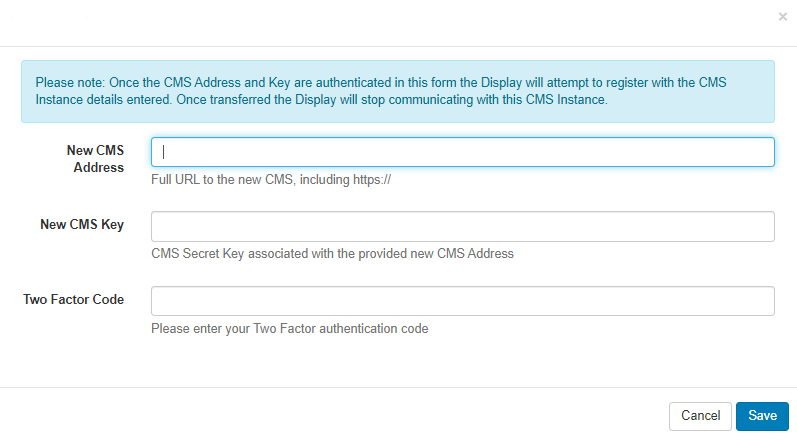 ×
Please note: Once the CMS Address and Key are authenticated in this form the Display will attempt to register with the CMS
Instance details entered. Once transferred the Display will stop communicating with this CMS Instance.
New CMS
Address
Full URL to the new CMS, including https://
New CMS Key
CMS Secret Key associated with the provided new CMS Address
Two Factor Code
Please enter your Two Factor authentication code
Cancel
Save